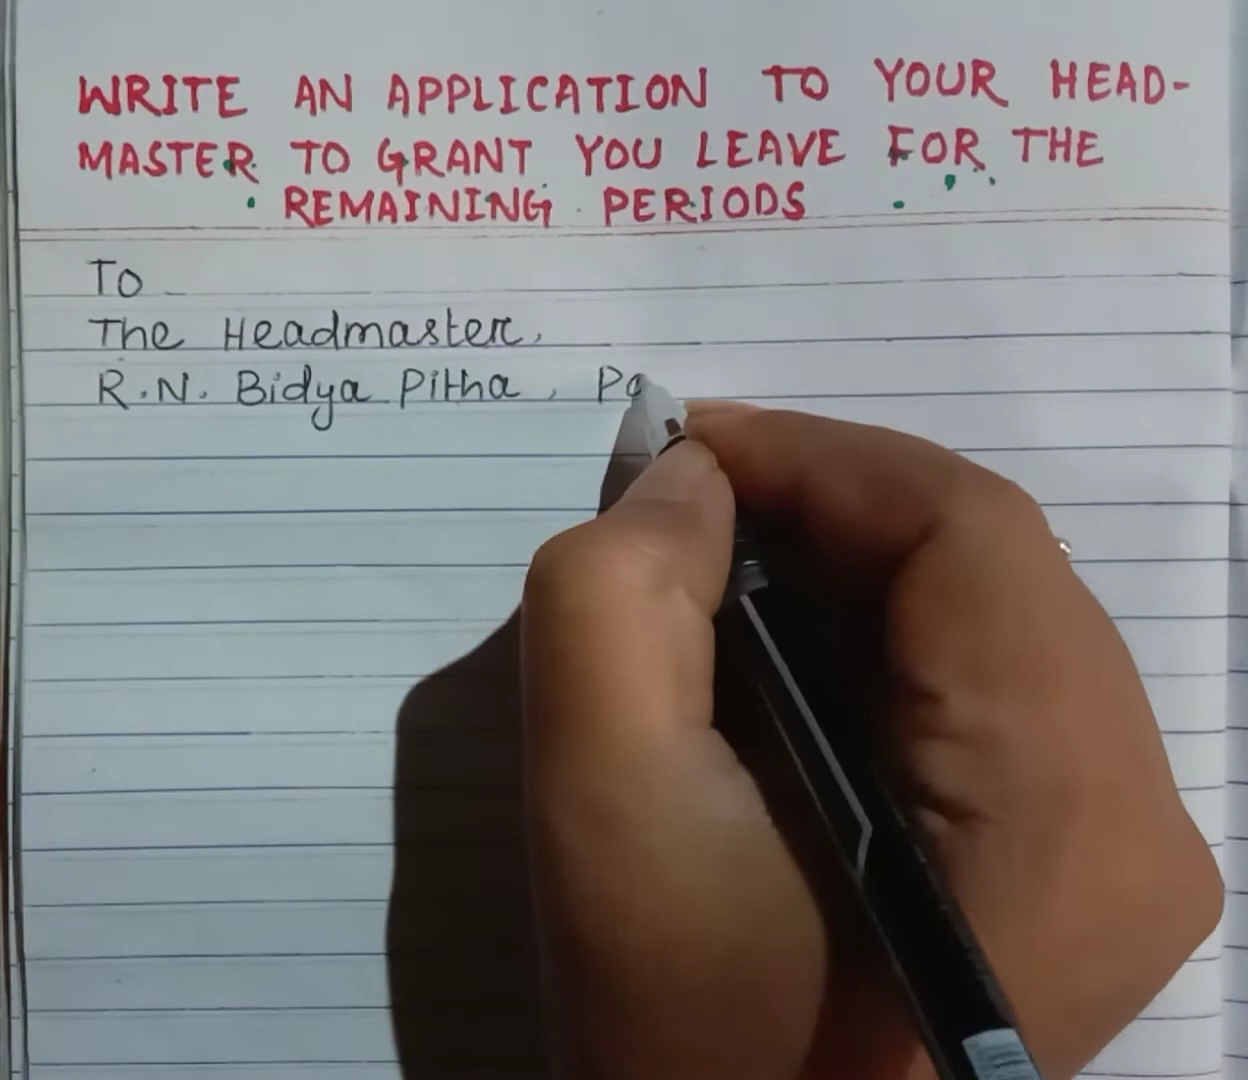 WRITE AN APPLICATION TO YOUR HEAD-
MASTER TO GRANT YOU LEAVE FOR THE
REMAINING PERIODS
To
The Headmaster,
R.N. Bidya Pitha, Pa